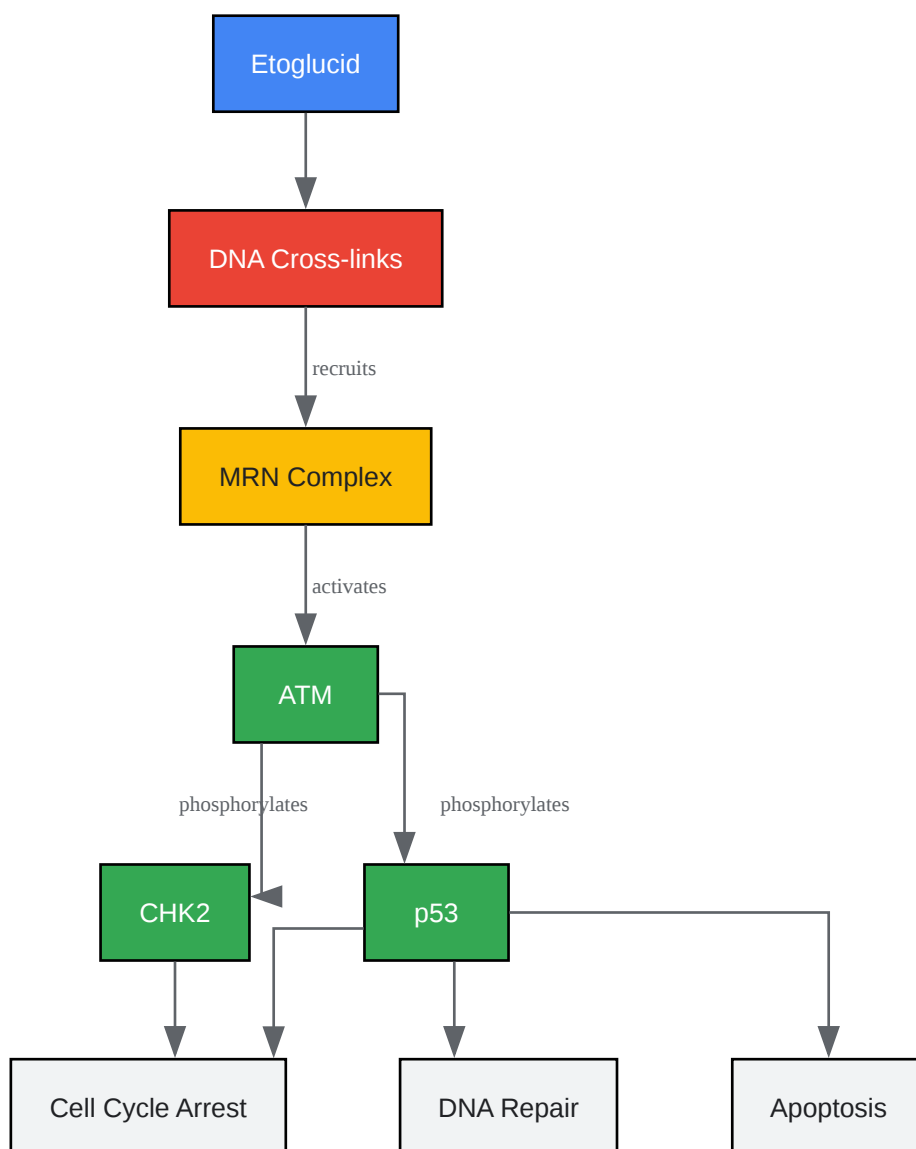 Etoglucid
DNA Cross-links
recruits
MRN Complex
activates
ATM
phosphorylates
phosphorylates
CHK2
p53
Cell Cycle Arrest
DNA Repair
Apoptosis